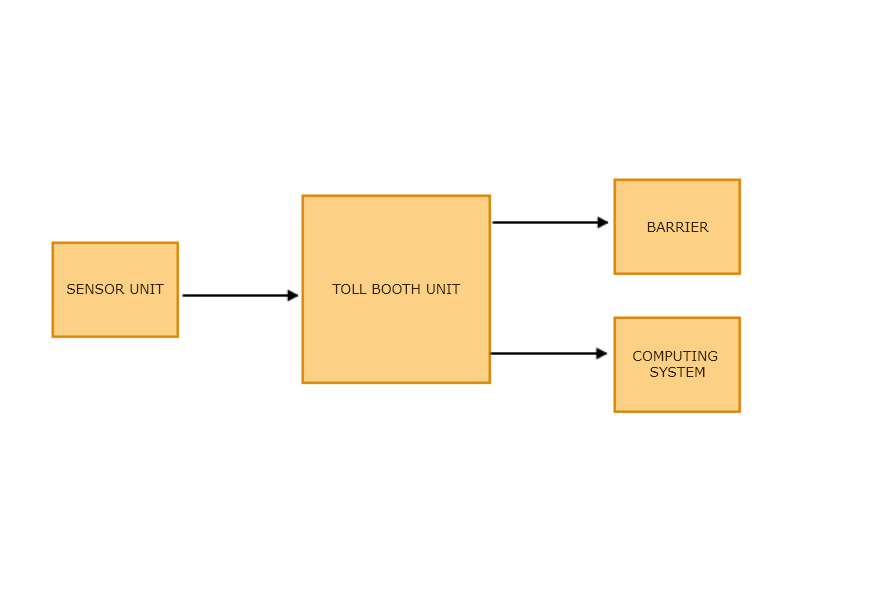 SENSOR UNIT
TOLL BOOTH UNIT
BARRIER
COMPUTING
SYSTEM